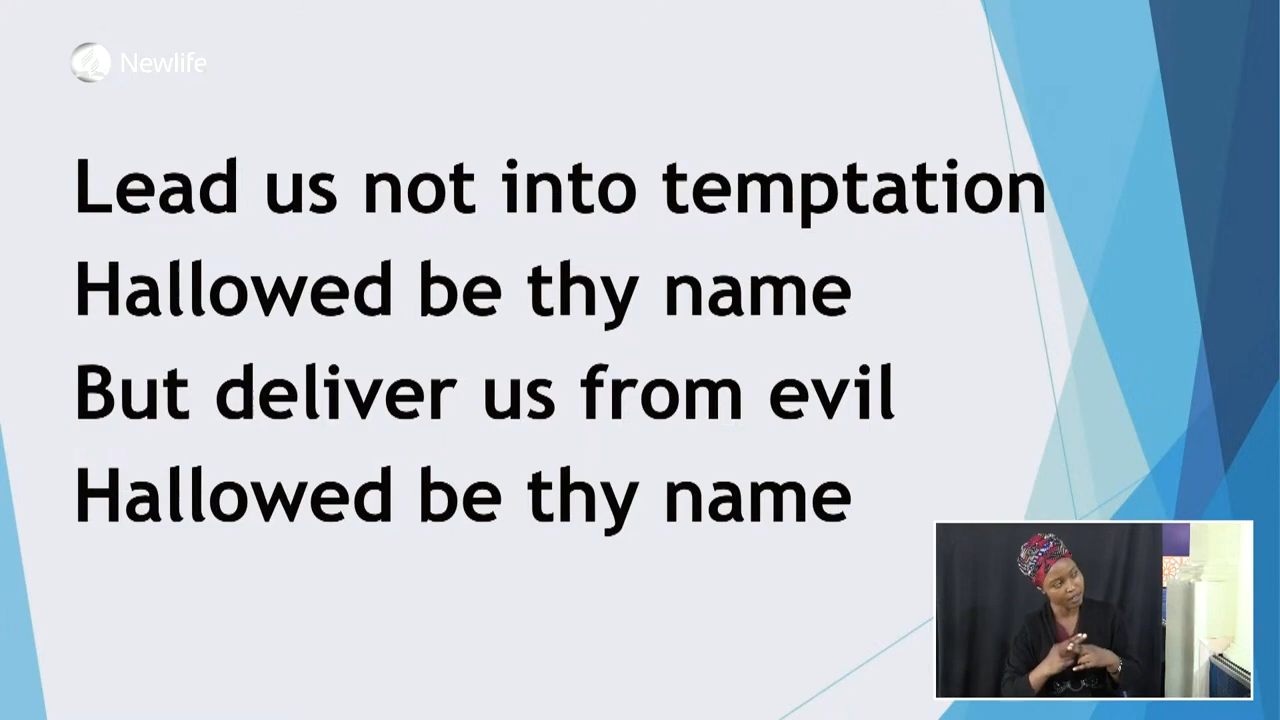 Newlife
Lead us not into temptation
Hallowed be thy name
But deliver us from evil
Hallowed be thy name